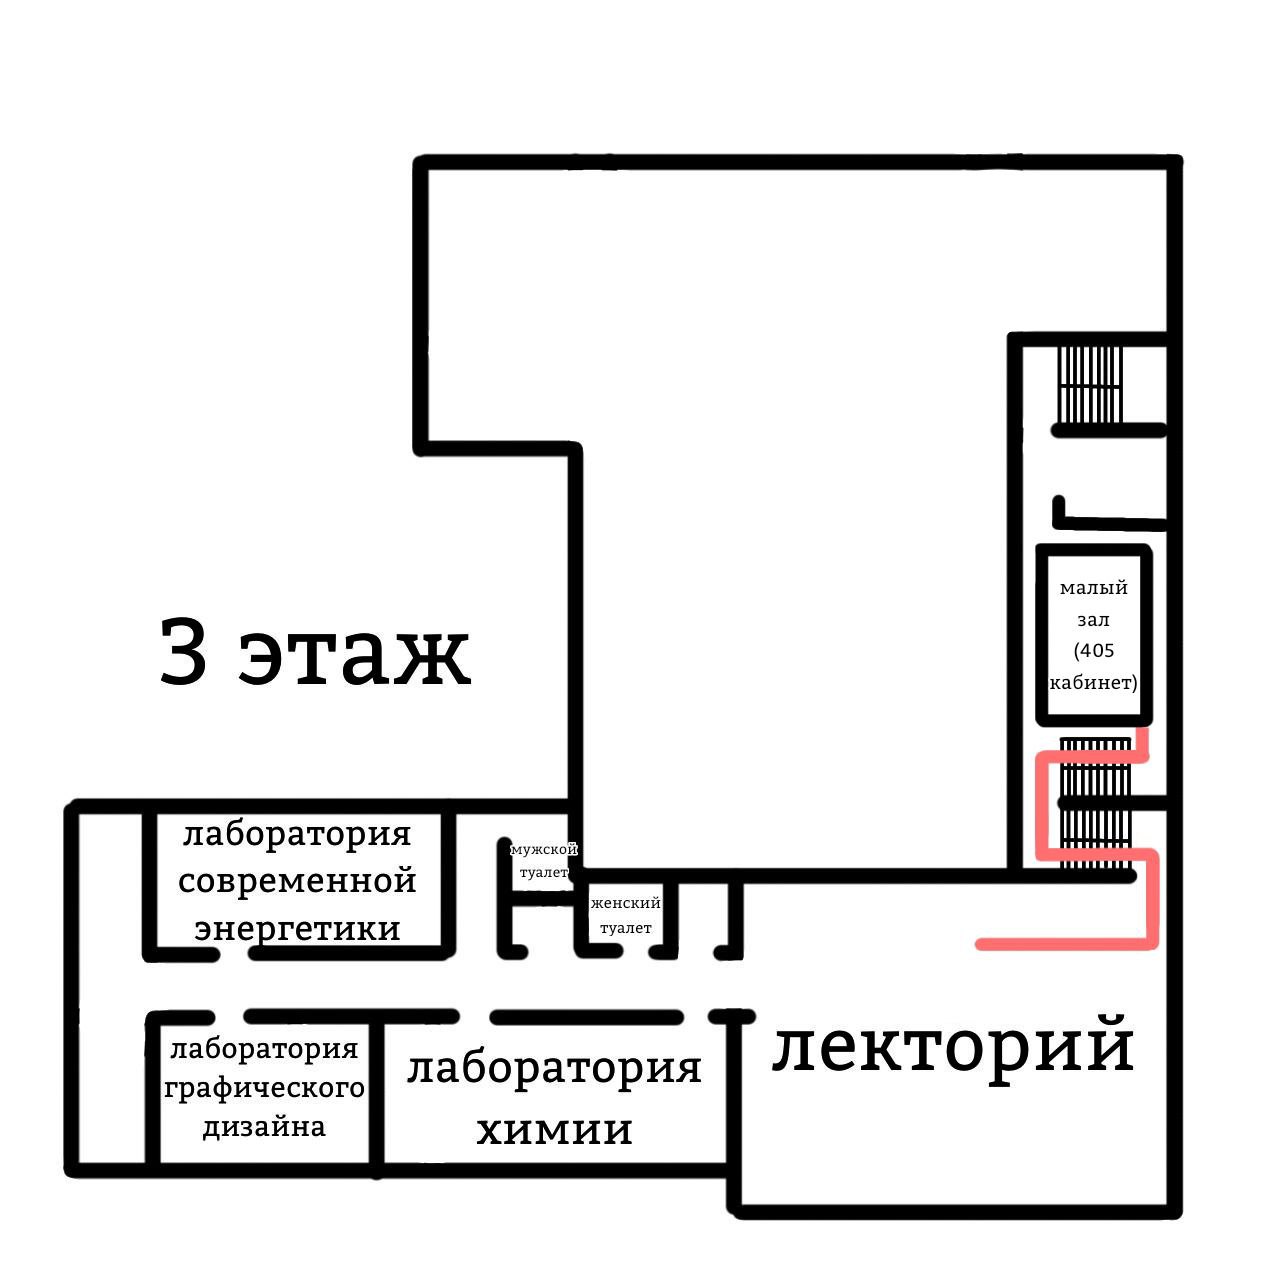 малый
зал
(405
кабинет)
3 этаж
лаборатория
современной
энергетики
мужской
туалет
женский
туалет
лаборатория
графического
дизайна
лаборатория
химии
лекторий